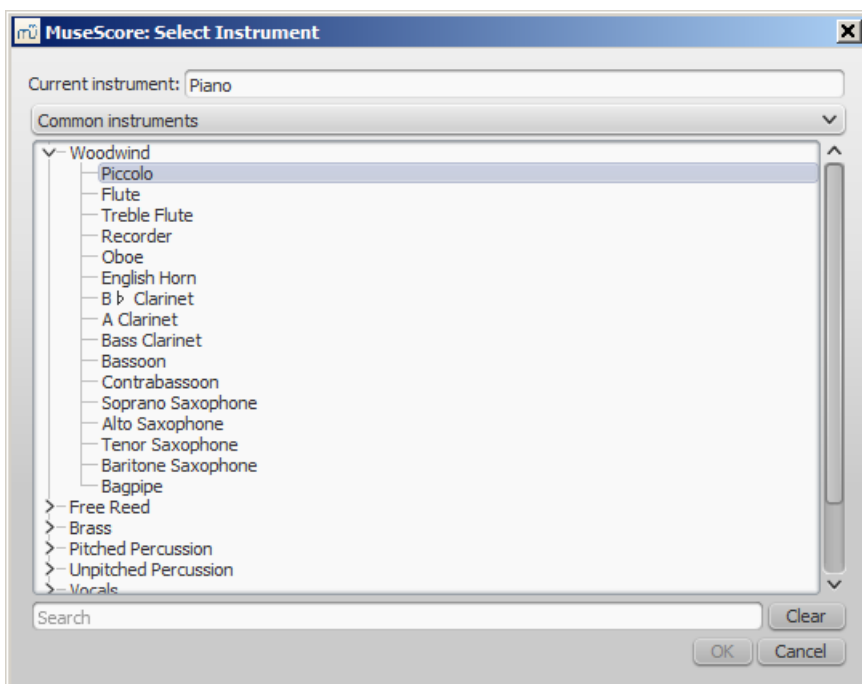 mü MuseScore: Select Instrument
Current instrument: Piano
Common instruments
Woodwind
Piccolo
Flute
Treble Flute
Recorder
Oboe
English Horn
B♭ Clarinet
A Clarinet
Bass Clarinet
Bassoon
Contrabassoon
Soprano Saxophone
Alto Saxophone
Tenor Saxophone
Baritone Saxophone
Bagpipe
Free Reed
Brass
Pitched Percussion
Unpitched Percussion
Vocals
Search Clear
OK Cancel